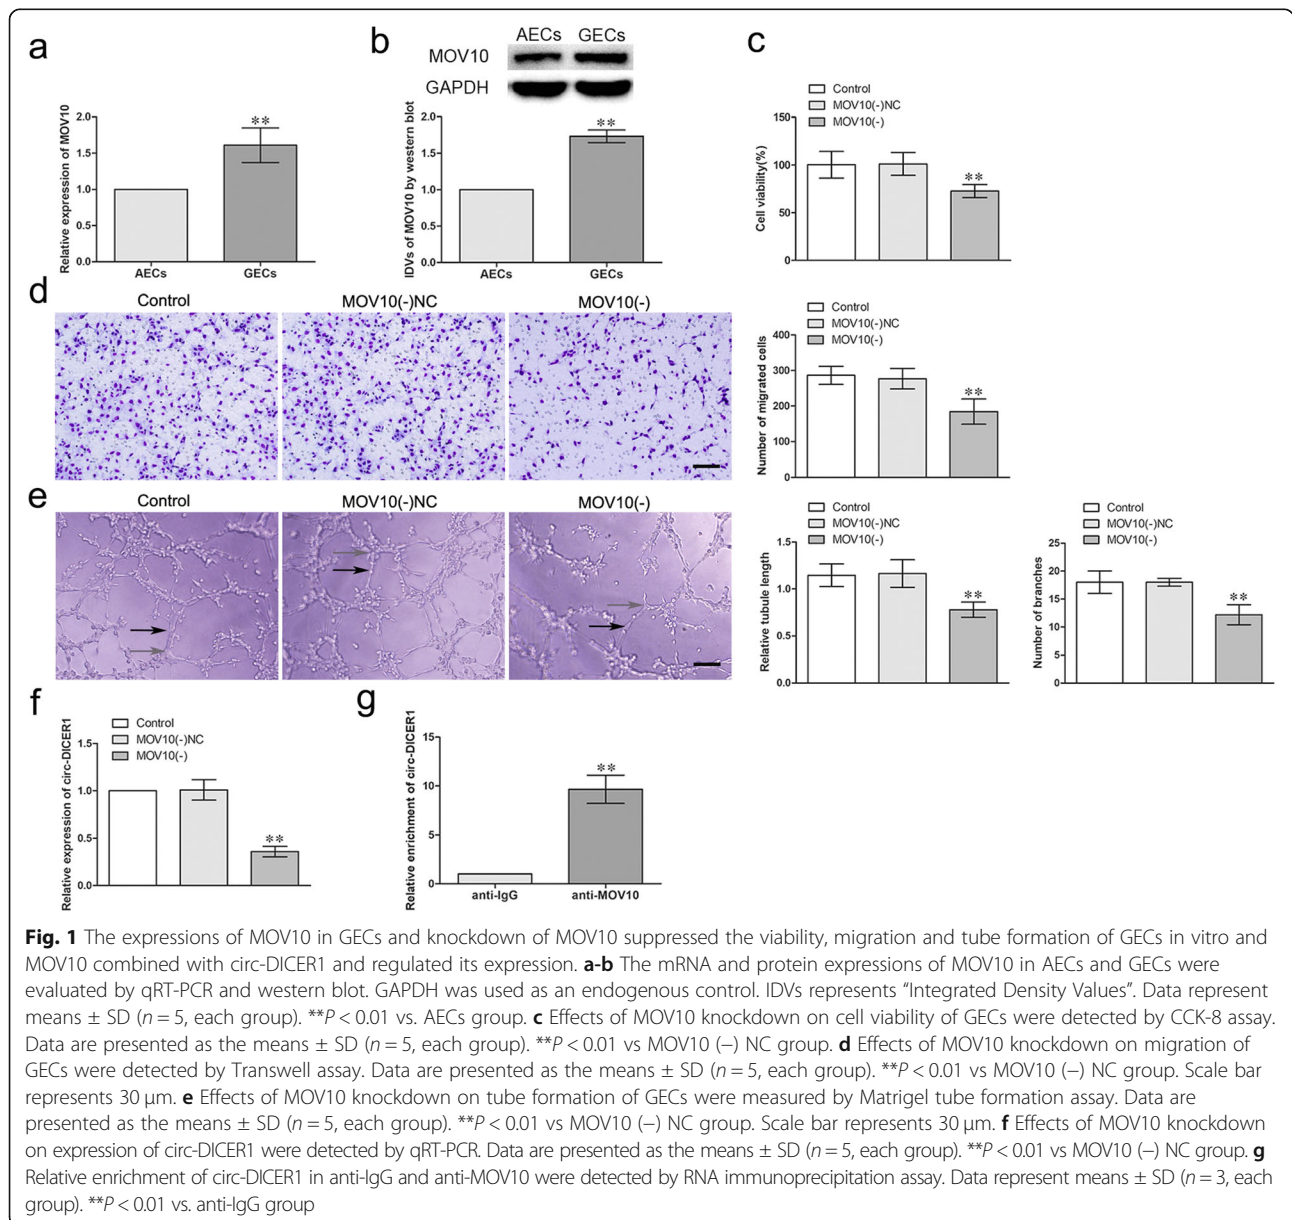 a
Relative expression of MOV10
2.0
1.5
1.0
0.5
0.0
**
AECs GECs
b
AECs GECs
MOV10
GAPDH
IDVs of MOV10 by western blot
2.0
1.5
1.0
0.5
0.0
**
AECs GECs
c
Control
MOV10(-)NC
MOV10(-)
Cell viability(%)
150
100
50
0
**
d
Control MOV10(-)NC MOV10(-)
Control
MOV10(-)NC
MOV10(-)
Number of migrated cells
400
300
200
100
0
**
e
Control MOV10(-)NC MOV10(-)
Control
MOV10(-)NC
MOV10(-)
Relative tubule length
1.5
1.0
0.5
0.0
**
Control
MOV10(-)NC
MOV10(-)
Number of branches
25
20
15
10
5
0
**
f
Control
MOV10(-)NC
MOV10(-)
Relative expression of circ-DICER1
1.5
1.0
0.5
0.0
**
g
Relative enrichment of circ-DICER1
15
10
5
0
**
anti-IgG anti-MOV10
Fig. 1 The expressions of MOV10 in GECs and knockdown of MOV10 suppressed the viability, migration and tube formation of GECs in vitro and
MOV10 combined with circ-DICER1 and regulated its expression. a-b The mRNA and protein expressions of MOV10 in AECs and GECs were
evaluated by qRT-PCR and western blot. GAPDH was used as an endogenous control. IDVs represents “Integrated Density Values”. Data represent
means ± SD (n = 5, each group). **P < 0.01 vs. AECs group. c Effects of MOV10 knockdown on cell viability of GECs were detected by CCK-8 assay.
Data are presented as the means ± SD (n = 5, each group). **P < 0.01 vs MOV10 (−) NC group. d Effects of MOV10 knockdown on migration of
GECs were detected by Transwell assay. Data are presented as the means ± SD (n = 5, each group). **P < 0.01 vs MOV10 (−) NC group. Scale bar
represents 30 μm. e Effects of MOV10 knockdown on tube formation of GECs were measured by Matrigel tube formation assay. Data are
presented as the means ± SD (n = 5, each group). **P < 0.01 vs MOV10 (−) NC group. Scale bar represents 30 μm. f Effects of MOV10 knockdown
on expression of circ-DICER1 were detected by qRT-PCR. Data are presented as the means ± SD (n = 5, each group). **P < 0.01 vs MOV10 (−) NC group. g
Relative enrichment of circ-DICER1 in anti-IgG and anti-MOV10 were detected by RNA immunoprecipitation assay. Data represent means ± SD (n = 3, each
group). **P < 0.01 vs. anti-IgG group